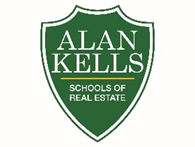 ALAN
KELLS
SCHOOLS OF
REAL ESTATE